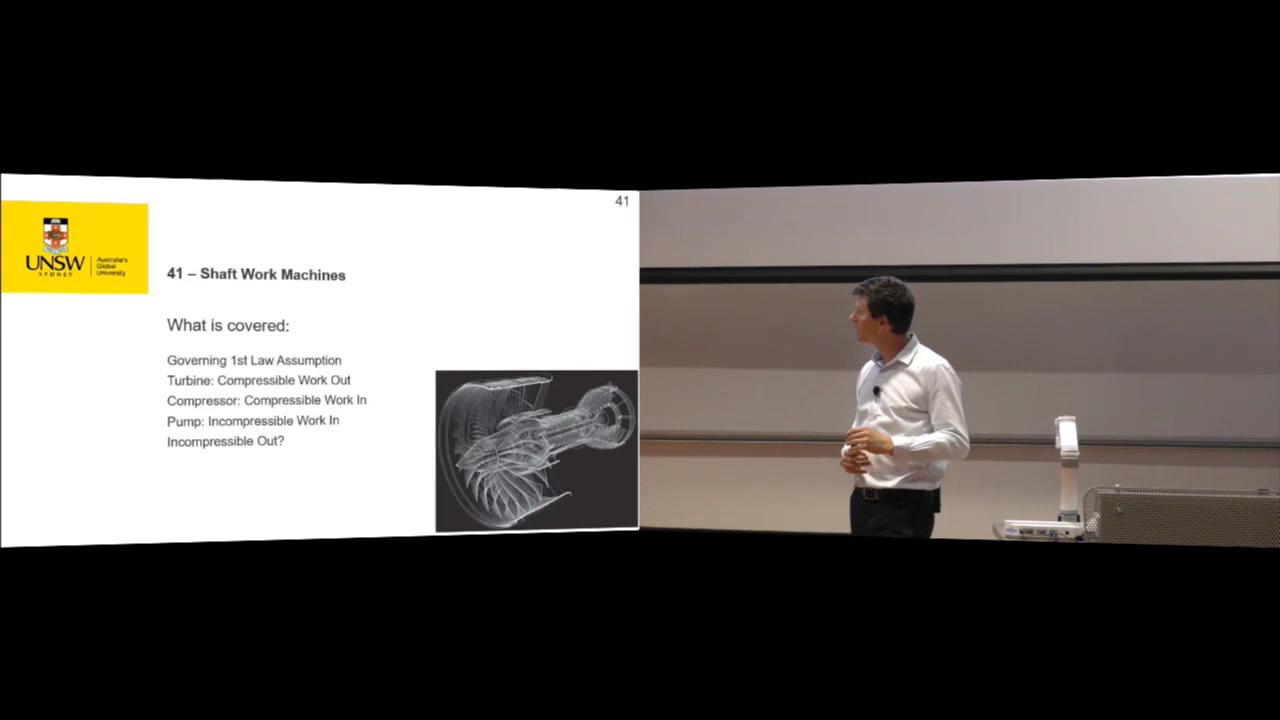 41
UNSW
SYDNEY
Australia's
Global
University
41 – Shaft Work Machines
What is covered:
Governing 1st Law Assumption
Turbine: Compressible Work Out
Compressor: Compressible Work In
Pump: Incompressible Work In
Incompressible Out?